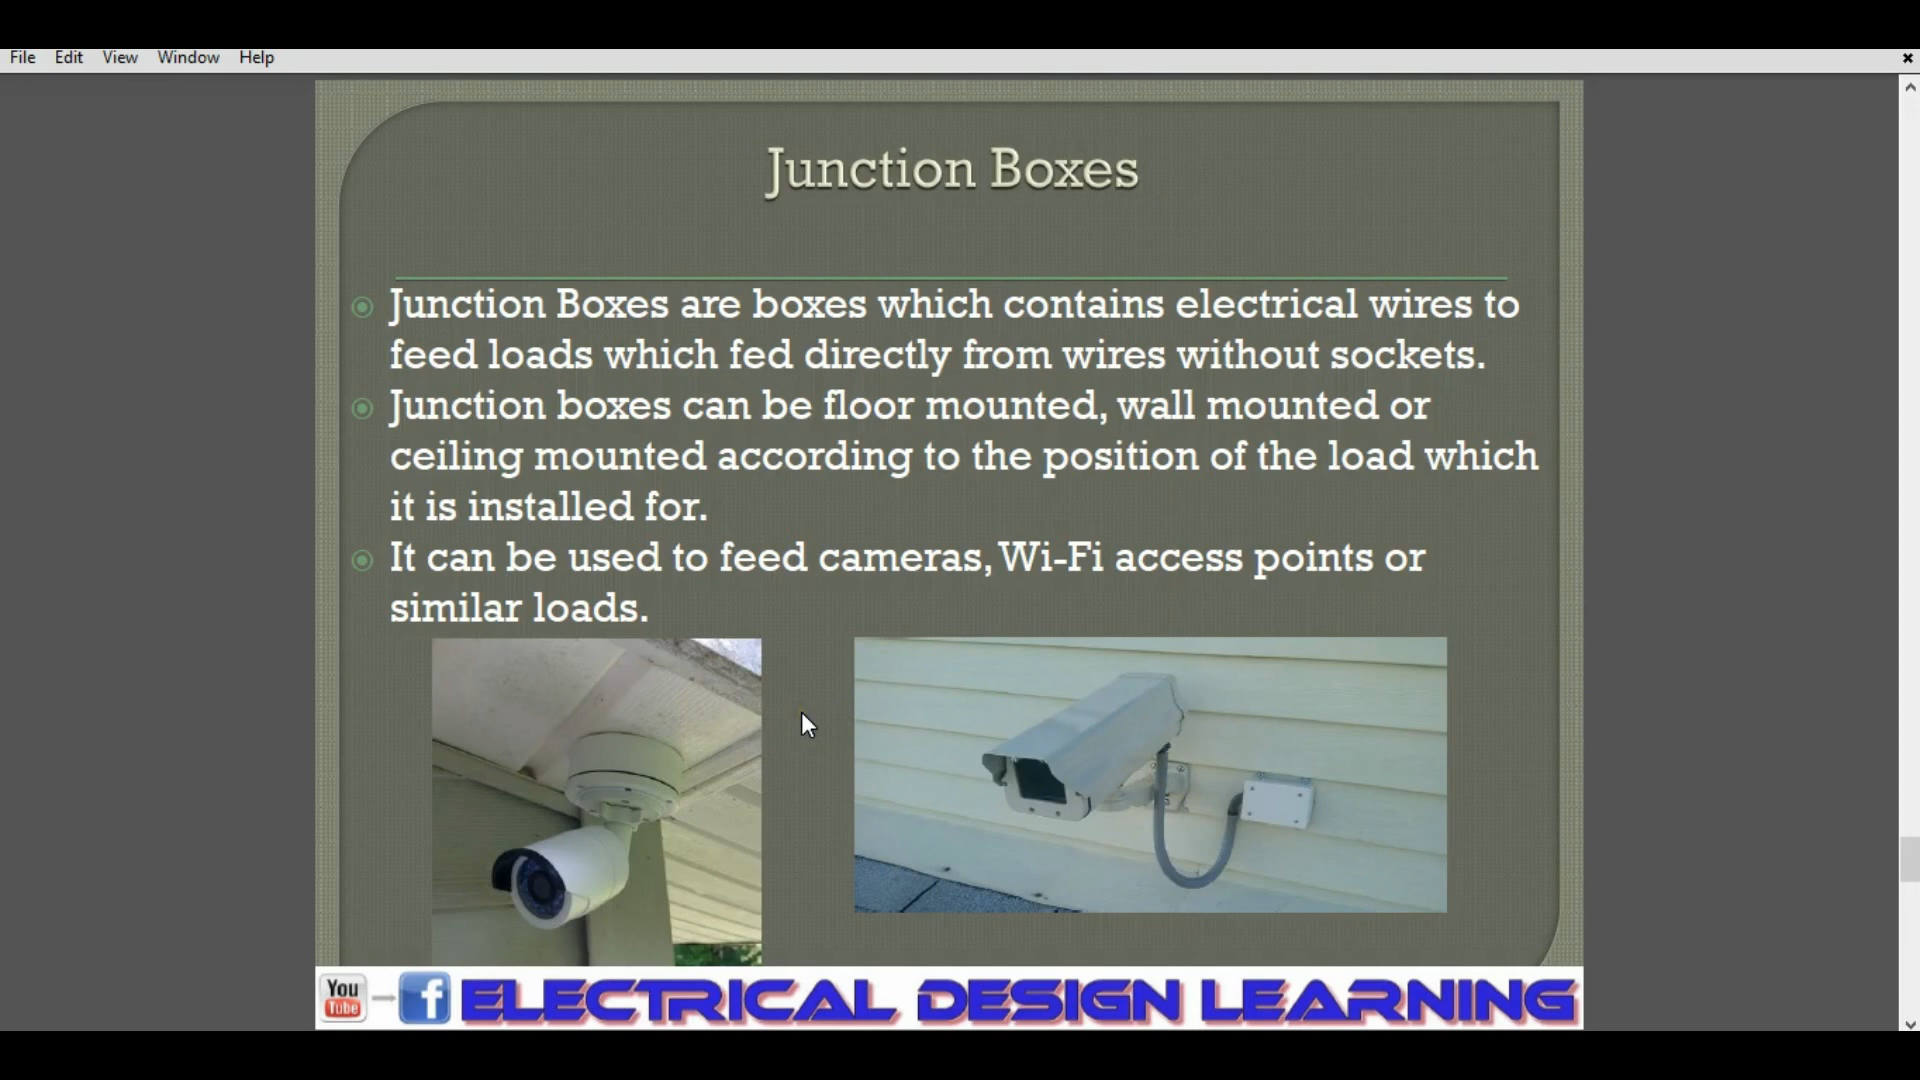 File Edit View Window Help
Junction Boxes
Junction Boxes are boxes which contains electrical wires to
feed loads which fed directly from wires without sockets.
Junction boxes can be floor mounted, wall mounted or
ceiling mounted according to the position of the load which
it is installed for.
It can be used to feed cameras, Wi-Fi access points or
similar loads.
You
Tube
f
ELECTRICAL DESIGN LEARNING